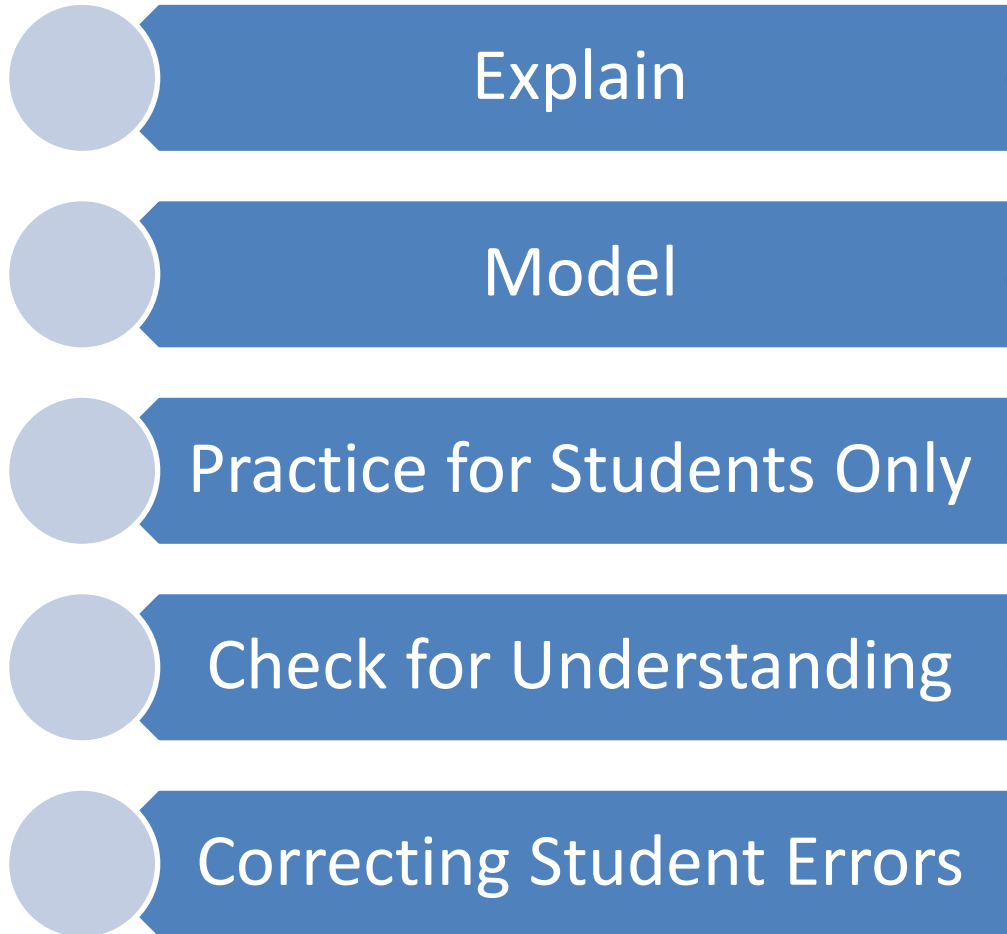 Explain
Model
Practice for Students Only
Check for Understanding
Correcting Student Errors